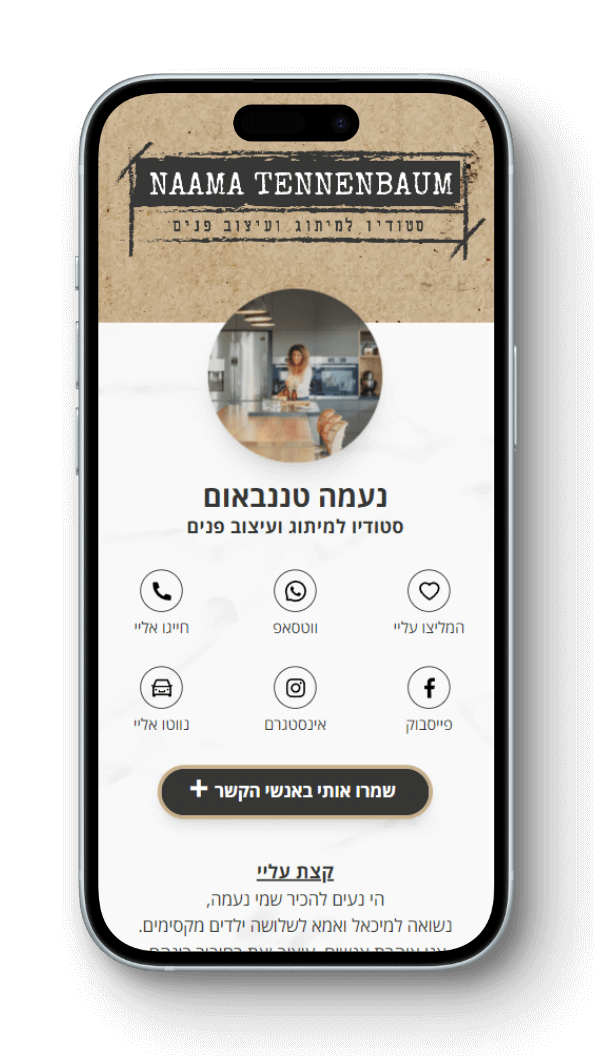 NAAMA TENNENBAUM
סטודיו למיתוג ועיצוב פנים
נעמה טננבאום
סטודיו למיתוג ועיצוב פנים
המליצו עליי
ווטסאפ
חייגו אליי
פייסבוק
אינסטגרם
נווטו אליי
שמרו אותי באנשי הקשר +
קצת עליי
הי נעים להכיר שמי נעמה,
נשואה למיכאל ואמא לשלושה ילדים מקסימים.